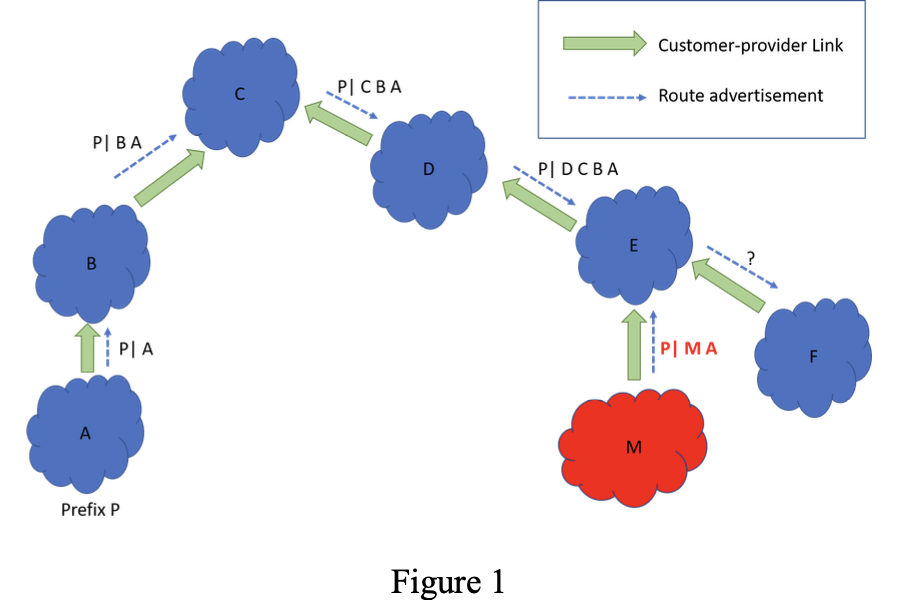 Customer-provider Link
Route advertisement
C
P| C B A
P| B A
D
P| D C B A
B
E
?
P| A
P| M A
F
A
M
Prefix P
Figure 1